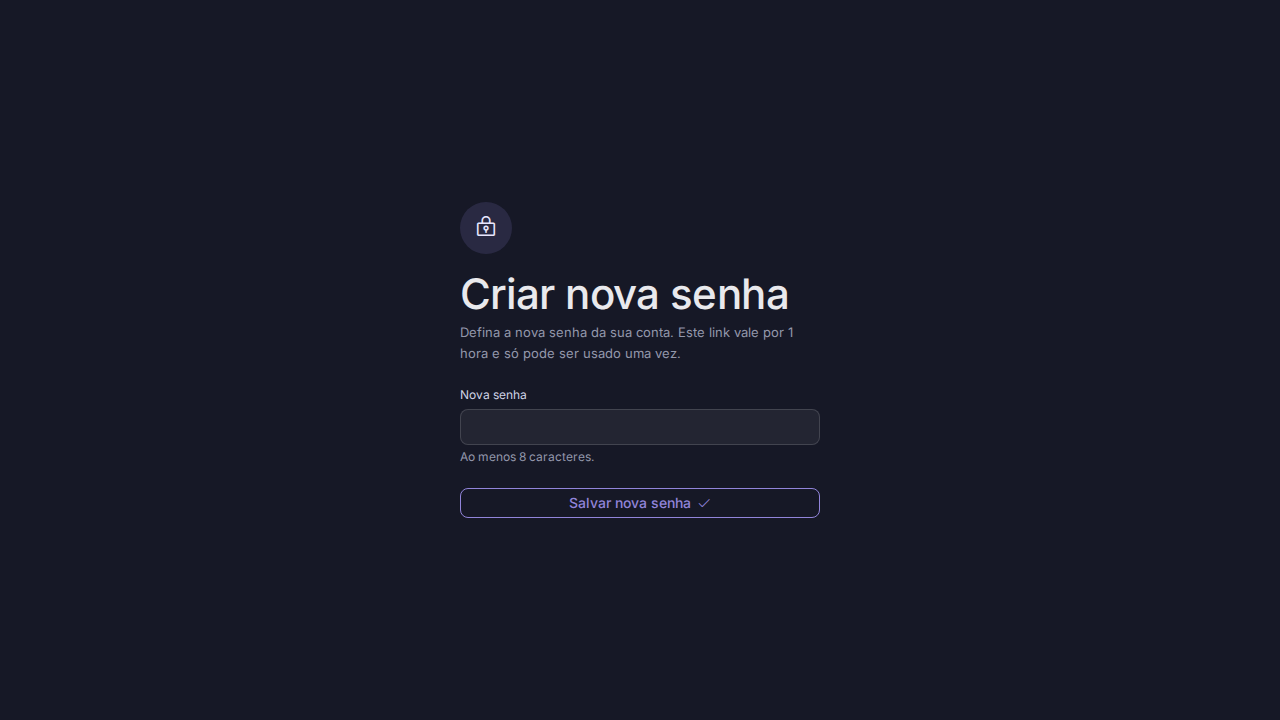 Criar nova senha
Defina a nova senha da sua conta. Este link vale por 1
hora e só pode ser usado uma vez.
Nova senha
Ao menos 8 caracteres.
Salvar nova senha